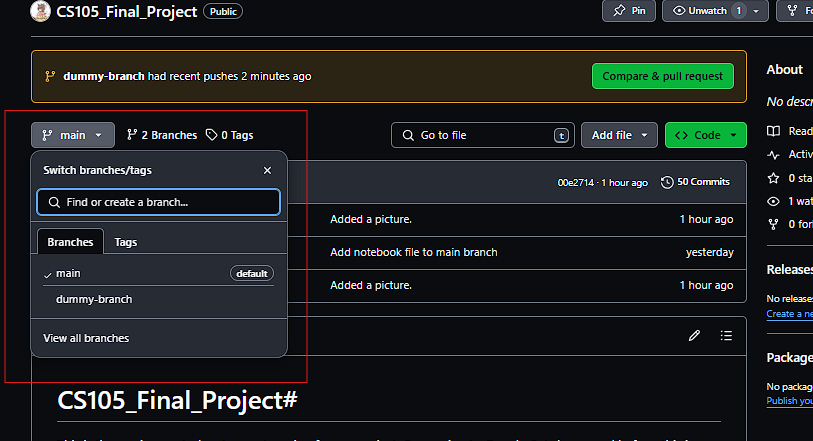 CS105_Final_Project Public
Pin
Unwatch 1
dummy-branch had recent pushes 2 minutes ago
Compare & pull request
About
No descr
main
2 Branches
0 Tags
Go to file
t
Add file
Code
Read
Activ
0 sta
1 wat
0 fork
Switch branches/tags
Find or create a branch...
Branches Tags
main default
dummy-branch
View all branches
00e2714 · 1 hour ago
50 Commits
Added a picture. 1 hour ago
Add notebook file to main branch yesterday
Added a picture. 1 hour ago
Releases
No releases
Create a ne
Package
No package
Publish you
CS105_Final_Project#